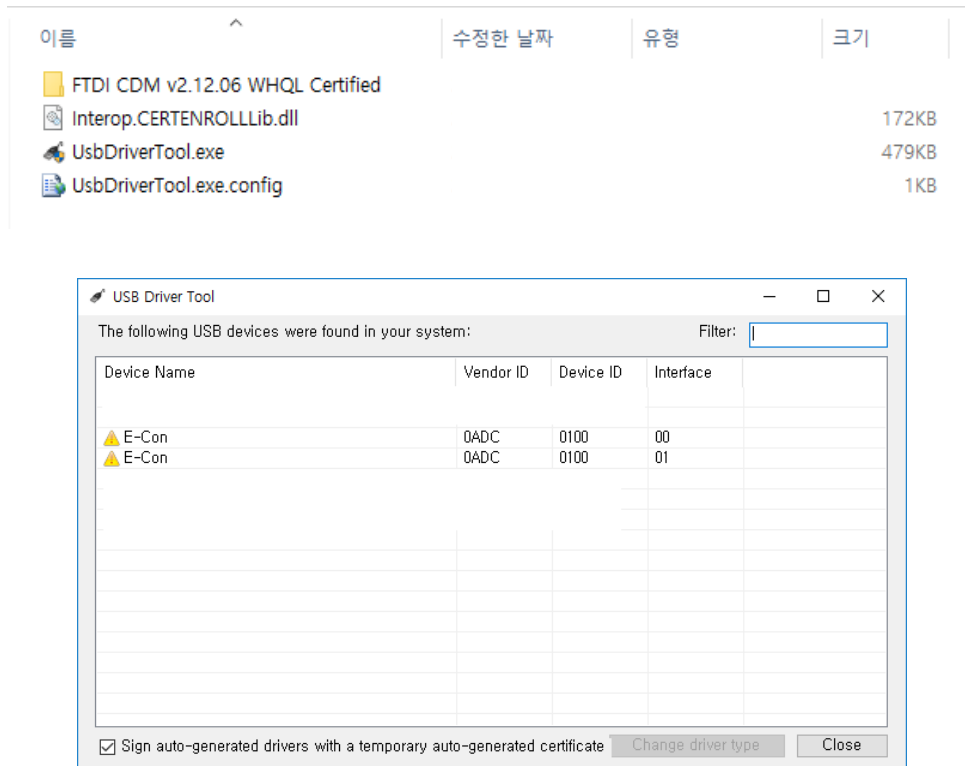 이름 수정한 날짜 유형 크기
FTDI CDM v2.12.06 WHQL Certified
Interop.CERTENROLLLib.dll 172KB
UsbDriverTool.exe 479KB
UsbDriverTool.exe.config 1KB
USB Driver Tool
The following USB devices were found in your system: Filter:
Device Name Vendor ID Device ID Interface
E-Con 0ADC 0100 00
E-Con 0ADC 0100 01
Sign auto-generated drivers with a temporary auto-generated certificate Change driver type Close